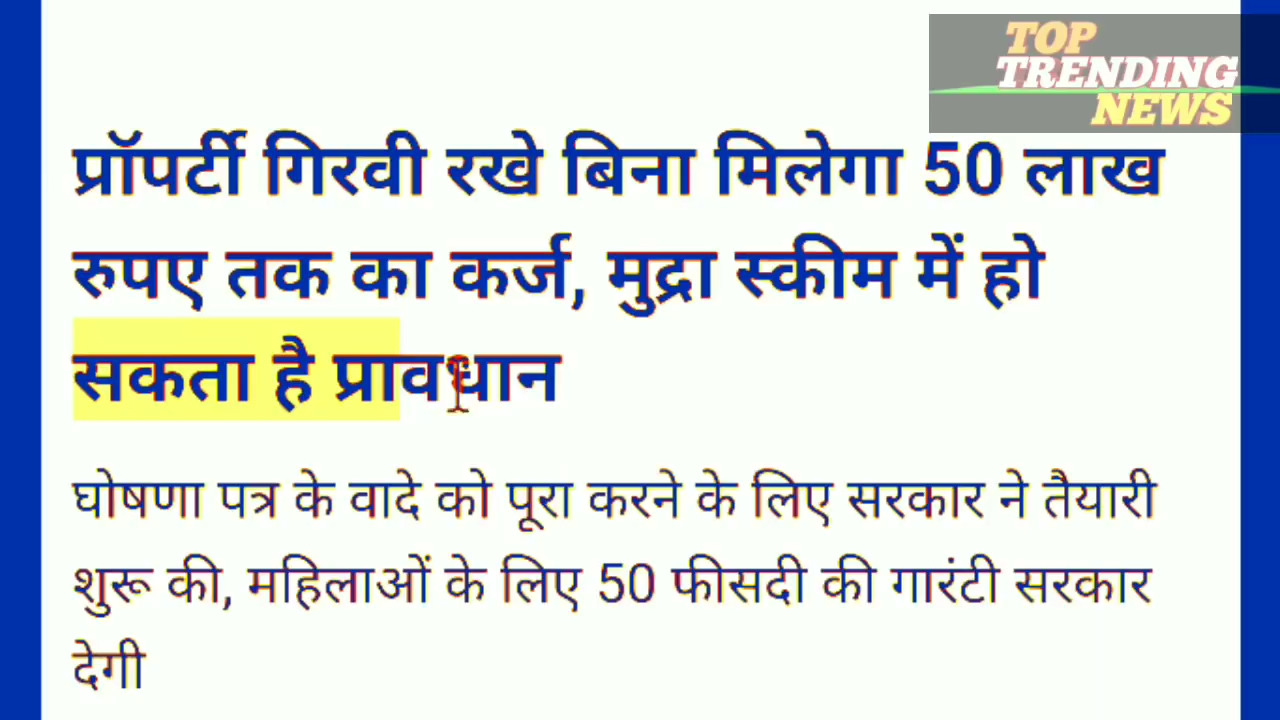 TOP
TRENDING
NEWS
प्रॉपर्टी गिरवी रखे बिना मिलेगा 50 लाख
रुपए तक का कर्ज, मुद्रा स्कीम में हो
सकता है प्रावधान
घोषणा पत्र के वादे को पूरा करने के लिए सरकार ने तैयारी
शुरू की, महिलाओं के लिए 50 फीसदी की गारंटी सरकार
देगी